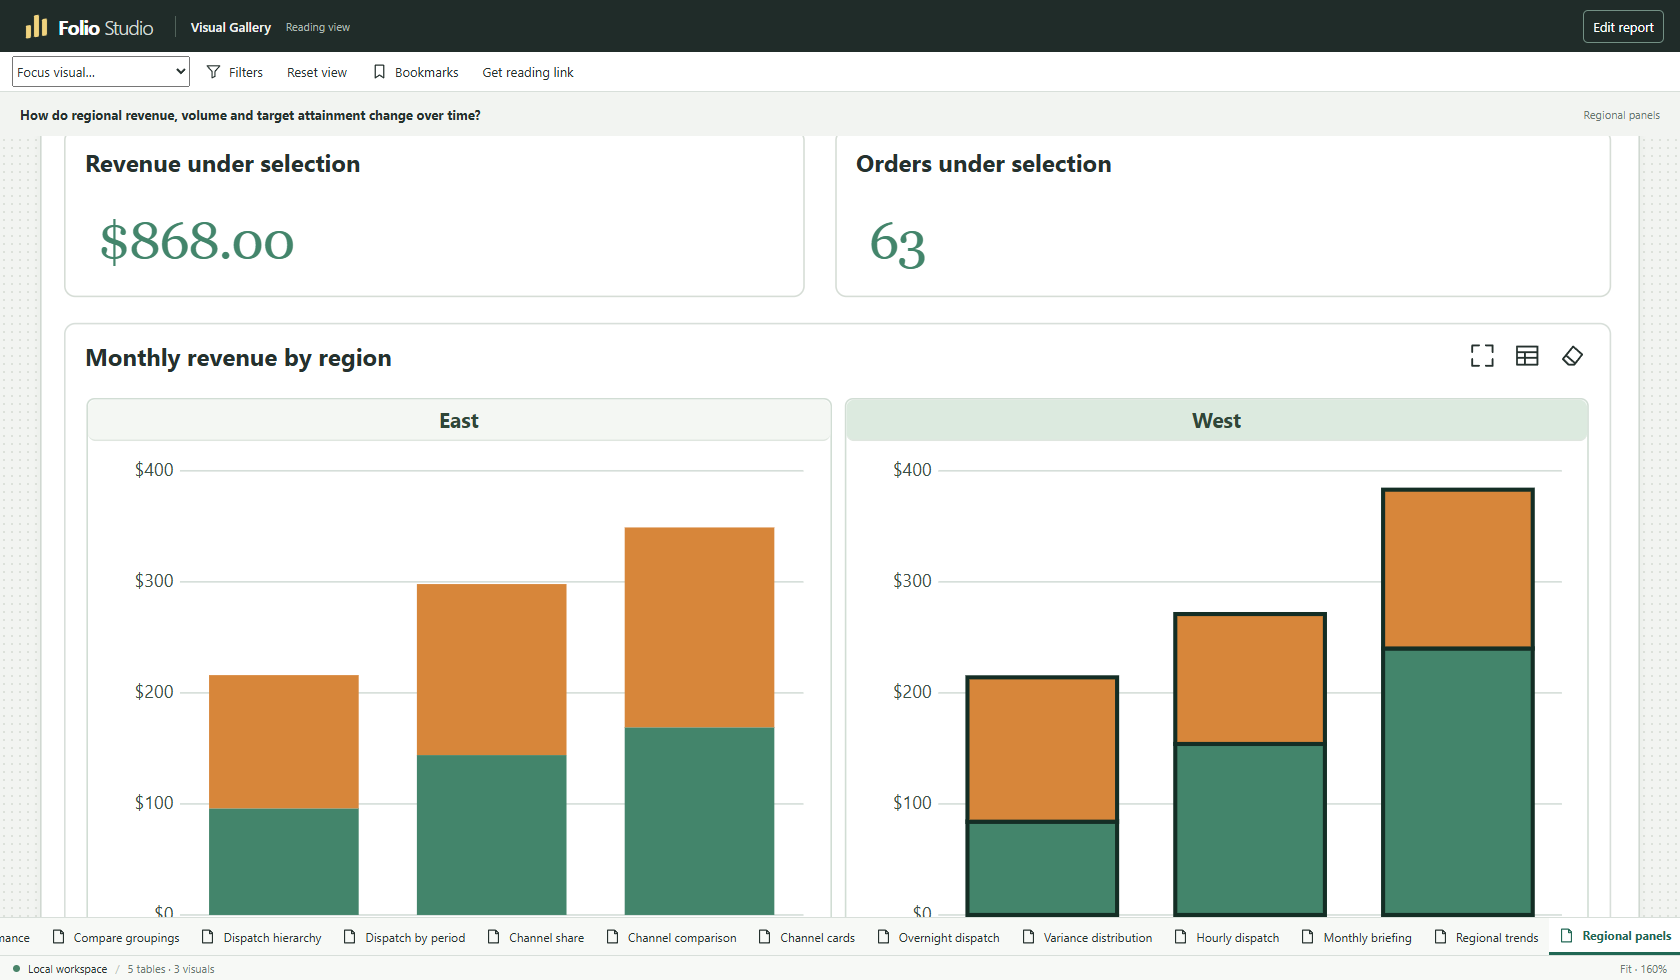 Folio Studio
Visual Gallery
Reading view
Edit report
Focus visual...
Filters
Reset view
Bookmarks
Get reading link
How do regional revenue, volume and target attainment change over time?
Regional panels
Revenue under selection
$868.00
Orders under selection
63
Monthly revenue by region
East
$400
$300
$200
$100
$0
West
$400
$300
$200
$100
$0
mance
Compare groupings
Dispatch hierarchy
Dispatch by period
Channel share
Channel comparison
Channel cards
Overnight dispatch
Variance distribution
Hourly dispatch
Monthly briefing
Regional trends
Regional panels
Local workspace / 5 tables · 3 visuals
Fit · 160%